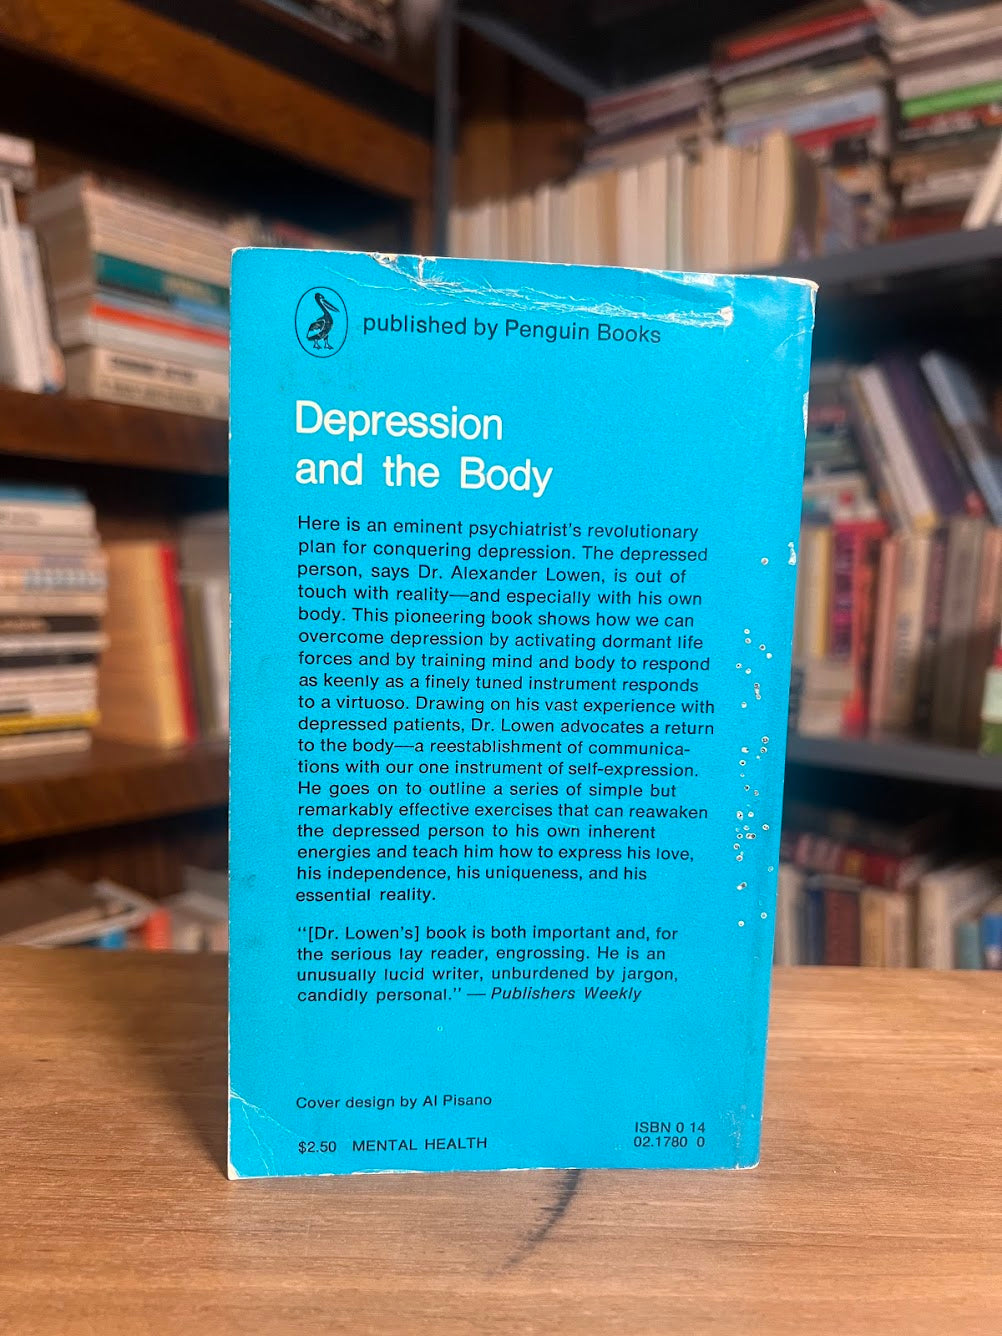 published by Penguin Books
Depression
and the Body
Here is an eminent psychiatrist's revolutionary
plan for conquering depression. The depressed
person, says Dr. Alexander Lowen, is out of
touch with reality—and especially with his own
body. This pioneering book shows how we can
overcome depression by activating dormant life
forces and by training mind and body to respond
as keenly as a finely tuned instrument responds
to a virtuoso. Drawing on his vast experience with
depressed patients, Dr. Lowen advocates a return
to the body—a reestablishment of communica-
tions with our one instrument of self-expression.
He goes on to outline a series of simple but
remarkably effective exercises that can reawaken
the depressed person to his own inherent
energies and teach him how to express his love,
his independence, his uniqueness, and his
essential reality.
"[Dr. Lowen's] book is both important and, for
the serious lay reader, engrossing. He is an
unusually lucid writer, unburdened by jargon,
candidly personal." — Publishers Weekly
Cover design by Al Pisano
$2.50 MENTAL HEALTH
ISBN 0 14
02.1780 0